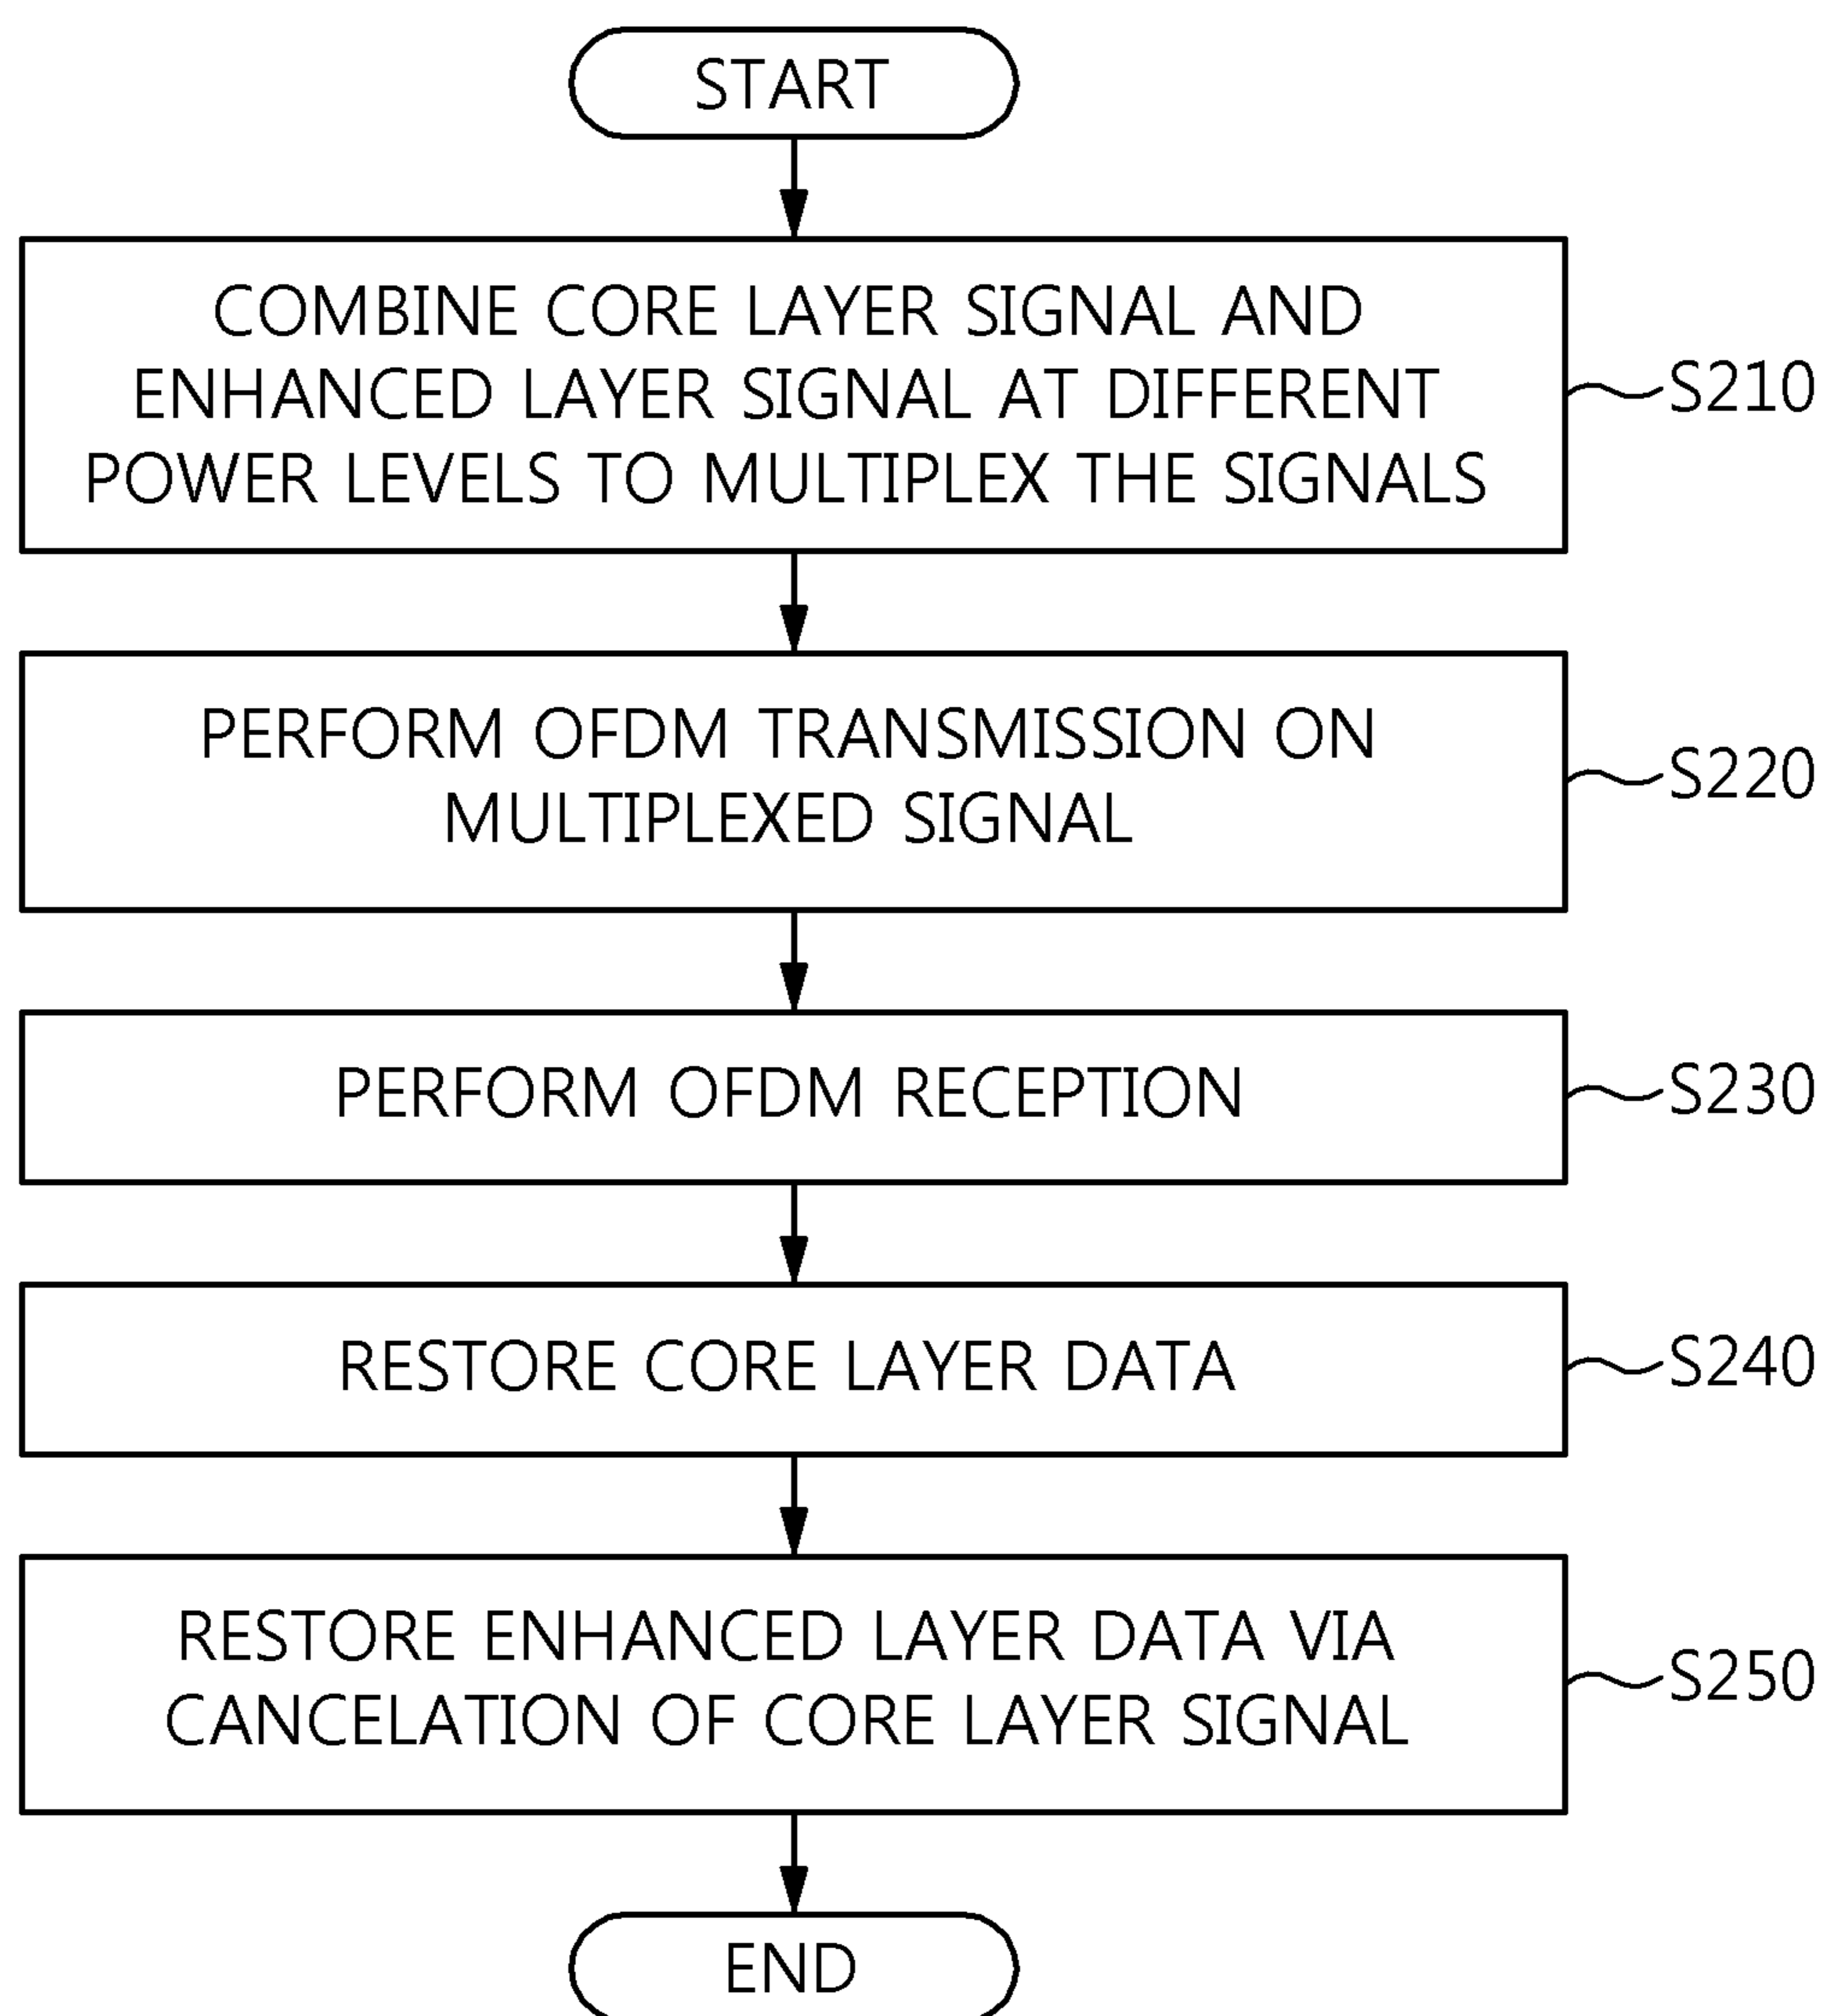 START
COMBINE CORE LAYER SIGNAL AND
ENHANCED LAYER SIGNAL AT DIFFERENT
POWER LEVELS TO MULTIPLEX THE SIGNALS
S210
PERFORM OFDM TRANSMISSION ON
MULTIPLEXED SIGNAL
S220
PERFORM OFDM RECEPTION
S230
RESTORE CORE LAYER DATA
S240
RESTORE ENHANCED LAYER DATA VIA
CANCELATION OF CORE LAYER SIGNAL
S250
END